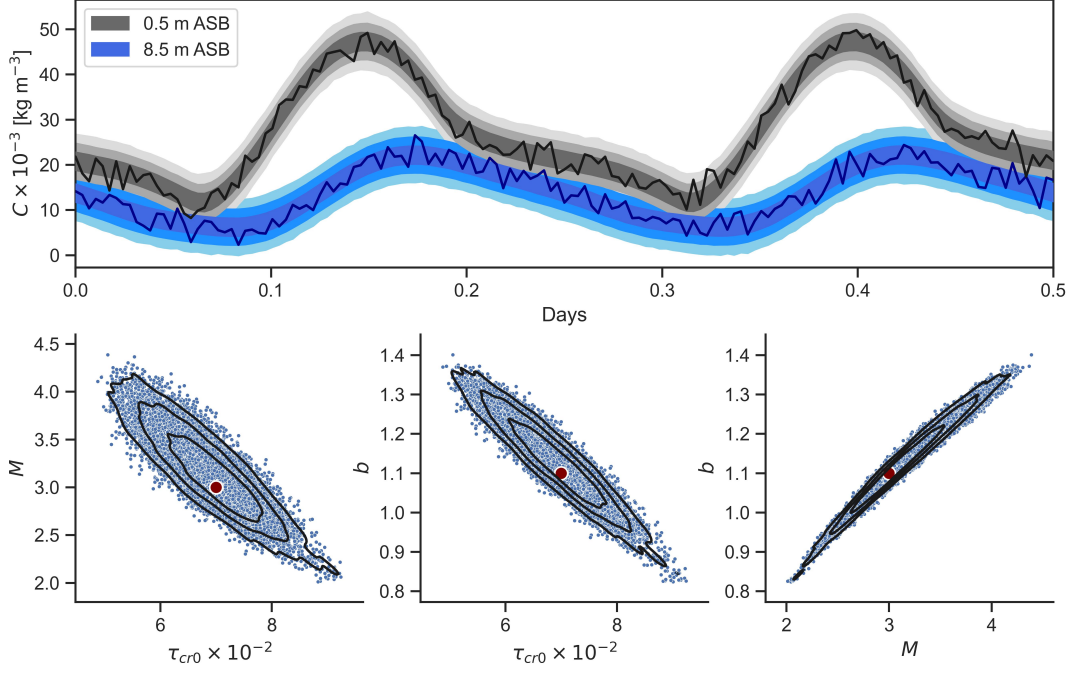 C × 10⁻³ [kg m⁻³]
50
40
30
20
10
0
0.5 m ASB
8.5 m ASB
0.0 0.1 0.2 0.3 0.4 0.5
Days
M
4.5
4.0
3.5
3.0
2.5
2.0
6 8
τcr0 × 10⁻²
b
1.4
1.3
1.2
1.1
1.0
0.9
0.8
6 8
τcr0 × 10⁻²
b
1.4
1.3
1.2
1.1
1.0
0.9
0.8
2 3 4
M